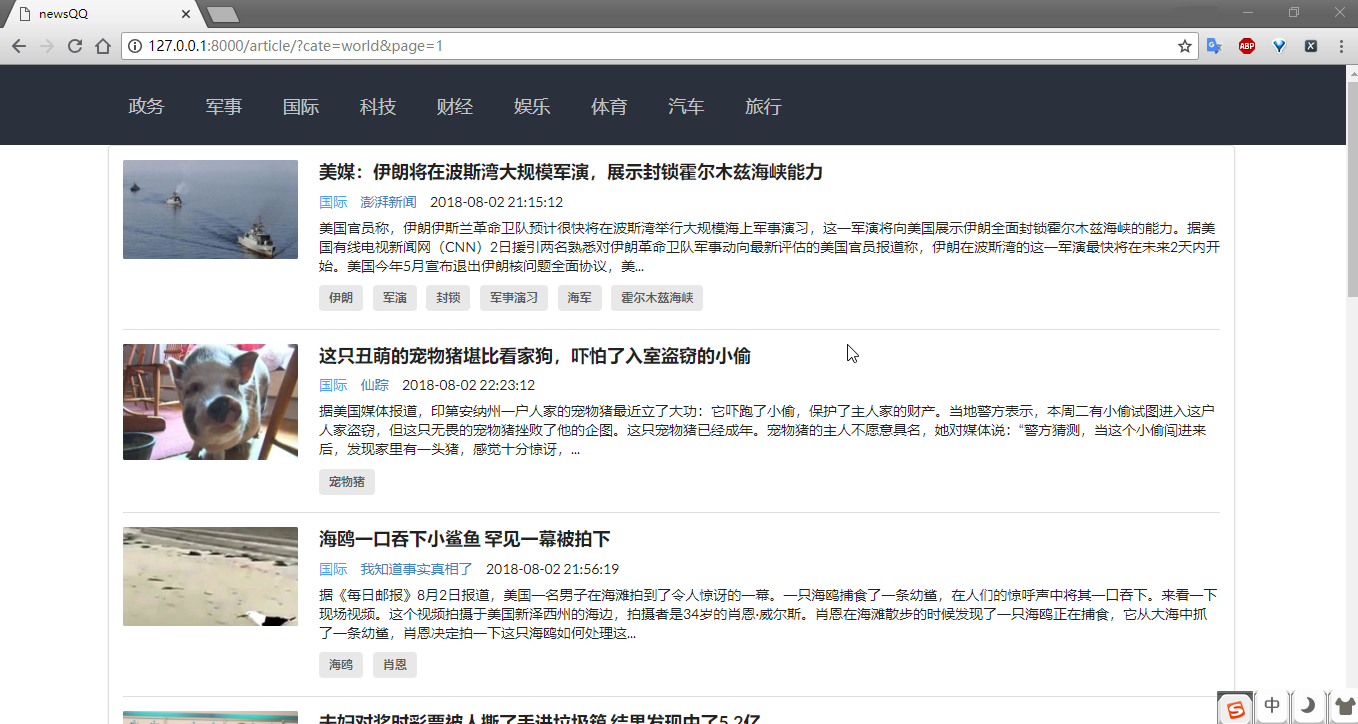 newsQQ
127.0.0.1:8000/article/?cate=world&page=1
ABP
政务 军事 国际 科技 财经 娱乐 体育 汽车 旅行
美媒：伊朗将在波斯湾大规模军演，展示封锁霍尔木兹海峡能力
国际 澎湃新闻 2018-08-02 21:15:12
美国官员称，伊朗伊斯兰革命卫队预计很快将在波斯湾举行大规模海上军事演习，这一军演将向美国展示伊朗全面封锁霍尔木兹海峡的能力。据美
国有线电视新闻网（CNN）2日援引两名熟悉对伊朗革命卫队军事动向最新评估的美国官员报道称，伊朗在波斯湾的这一军演最快将在未来2天内开
始。美国今年5月宣布退出伊朗核问题全面协议，美...
伊朗 军演 封锁 军事演习 海军 霍尔木兹海峡
这只丑萌的宠物猪堪比看家狗，吓怕了入室盗窃的小偷
国际 仙踪 2018-08-02 22:23:12
据美国媒体报道，印第安纳州一户人家的宠物猪最近立了大功：它吓跑了小偷，保护了主人家的财产。当地警方表示，本周二有小偷试图进入这户
人家盗窃，但这只无畏的宠物猪挫败了他的企图。这只宠物猪已经成年。宠物猪的主人不愿意具名，她对媒体说：“警方猜测，当这个小偷闯进来
后，发现家里有一头猪，感觉十分惊讶，...
宠物猪
海鸥一口吞下小鲨鱼 罕见一幕被拍下
国际 我知道事实真相了 2018-08-02 21:56:19
据《每日邮报》8月2日报道，美国一名男子在海滩拍到了令人惊讶的一幕。一只海鸥捕食了一条幼鲨，在人们的惊呼声中将其一口吞下。来看一下
现场视频。这个视频拍摄于美国新泽西州的海边，拍摄者是34岁的肖恩·威尔斯。肖恩在海滩散步的时候发现了一只海鸥正在捕食，它从大海中抓
了一条幼鲨，肖恩决定拍一下这只海鸥如何处理这...
海鸥 肖恩
夫妇对奖时彩票被人撕了丢进垃圾箱 结果发现中了5.2亿
中